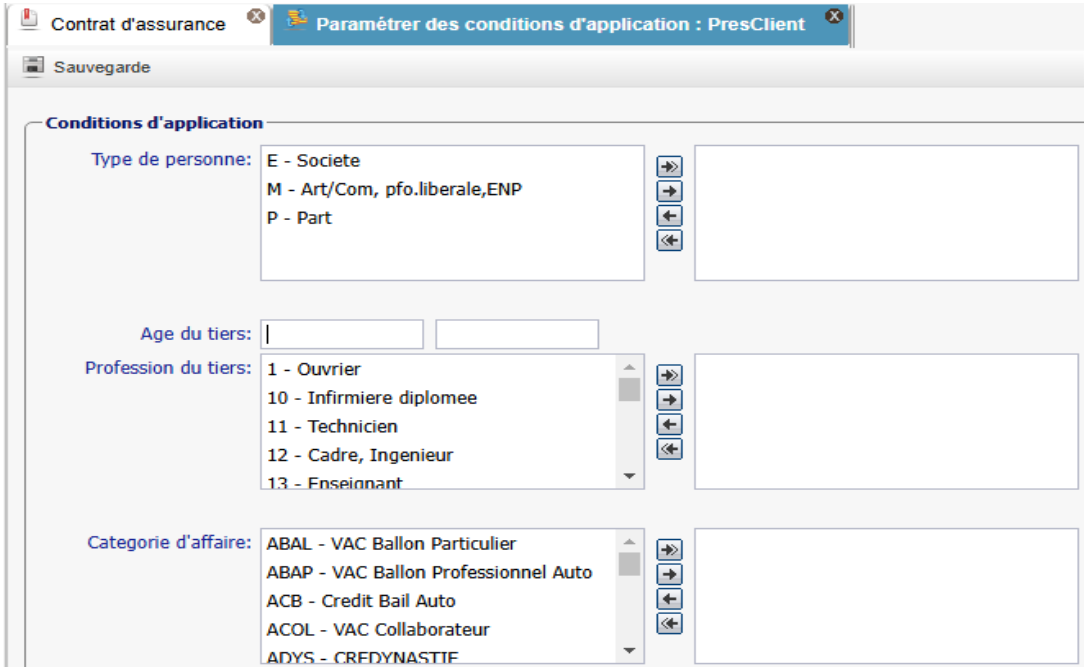 Contrat d'assurance
Paramétrer des conditions d'application : PresClient
Sauvegarde
Conditions d'application
Type de personne:
E - Societe
M - Art/Com, pfo.liberale,ENP
P - Part
Age du tiers:
Profession du tiers:
1 - Ouvrier
10 - Infirmiere diplomee
11 - Technicien
12 - Cadre, Ingenieur
13 - Enseignant
Categorie d'affaire:
ABAL - VAC Ballon Particulier
ABAP - VAC Ballon Professionnel Auto
ACB - Credit Bail Auto
ACOL - VAC Collaborateur
ADYS - CREDYNASTIE